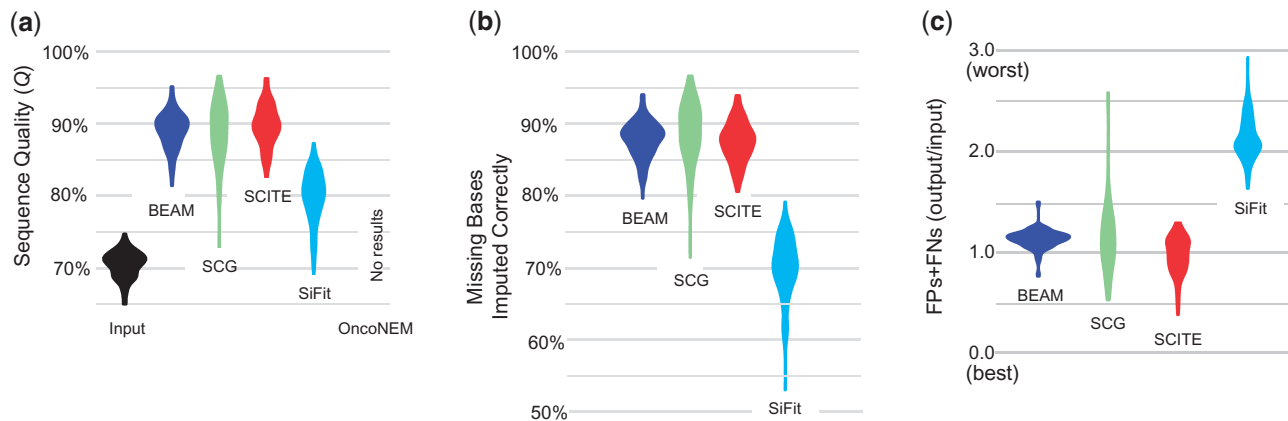 (a)
Sequence Quality (Q)
100%
90%
80%
70%
BEAM
SCG
SCITE
SiFit
No results
Input
OncoNEM
(b)
Missing Bases
Imputed Correctly
100%
90%
80%
70%
60%
50%
BEAM
SCG
SCITE
SiFit
(c)
FPs+FNs (output/input)
3.0
(worst)
2.0
1.0
0.0
(best)
BEAM
SCG
SCITE
SiFit